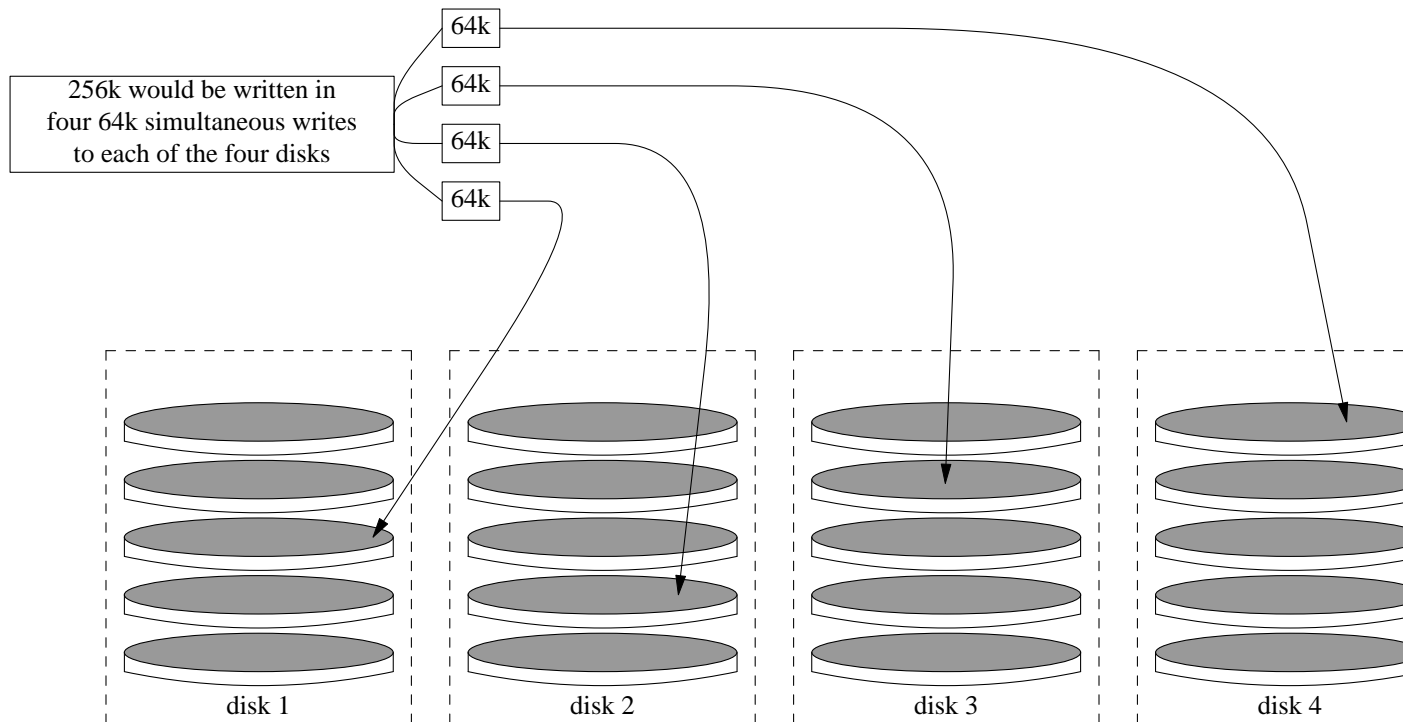 64k
64k
256k would be written in
four 64k simultaneous writes
to each of the four disks
64k
64k
disk 1
disk 2
disk 3
disk 4